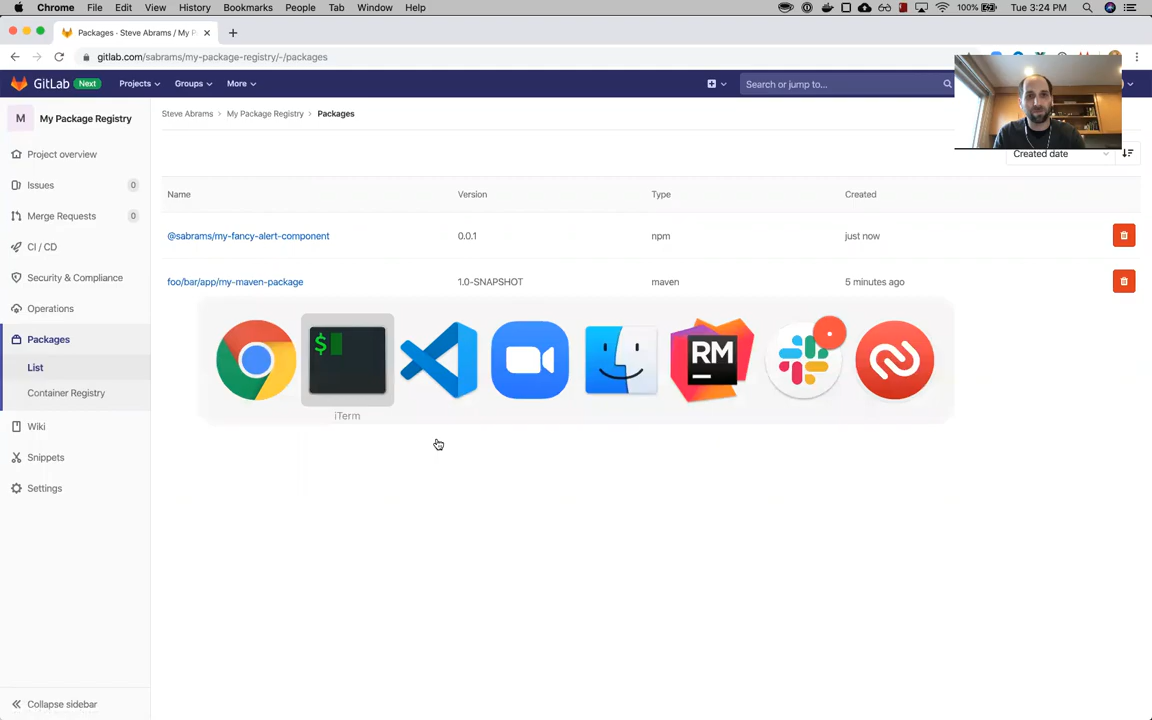 Chrome File Edit View History Bookmarks People Tab Window Help 100% Tue 3:24 PM
Packages · Steve Abrams / My P
gitlab.com/sabrams/my-package-registry/-/packages
GitLab Next Projects Groups More Search or jump to...
M My Package Registry
Steve Abrams > My Package Registry > Packages
Project overview
Issues 0
Merge Requests 0
CI / CD
Security & Compliance
Operations
Packages
List
Container Registry
Wiki
Snippets
Settings
Collapse sidebar
Created date
Name Version Type Created
@sabrams/my-fancy-alert-component 0.0.1 npm just now
foo/bar/app/my-maven-package 1.0-SNAPSHOT maven 5 minutes ago
$
RM
iTerm